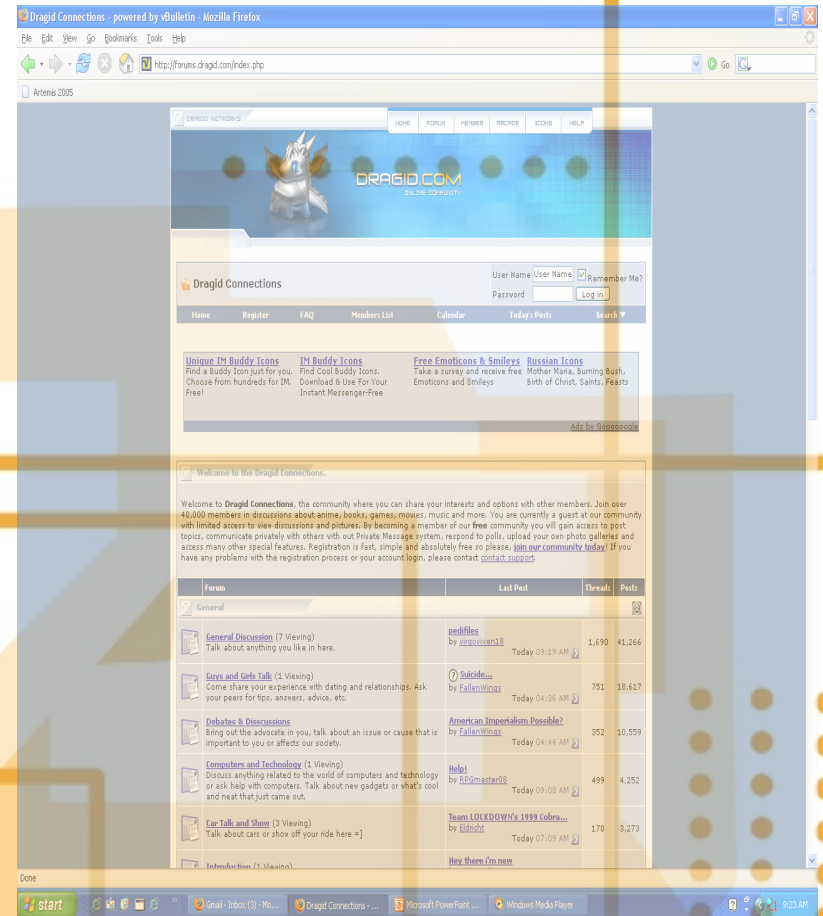 Dragid Connections - powered by vBulletin - Mozilla Firefox
File Edit View Go Bookmarks Tools Help
http://forums.dragid.com/index.php Go G
Artemis 2005
DRAGID NETWORKS
HOME FORUM MEMBER ARCADE ICONS HELP
DRAGID.COM
ONLINE COMMUNITY
Dragid Connections
User Name User Name Remember Me?
Password Log in
Home Register FAQ Members List Calendar Today's Posts Search
Unique IM Buddy Icons
Find a Buddy Icon just for you.
Choose from hundreds for IM.
Free!
IM Buddy Icons
Find Cool Buddy Icons.
Download & Use For Your
Instant Messenger-Free
Free Emoticons & Smileys
Take a survey and receive free
Emoticons and Smileys
Russian Icons
Mother Maria, Burning Bush,
Birth of Christ, Saints, Feasts
Ads by Goooooogle
Welcome to the Dragid Connections.
Welcome to Dragid Connections, the community where you can share your interests and options with other members. Join over
40,000 members in discussions about anime, books, games, movies, music and more. You are currently a guest at our community
with limited access to view discussions and pictures. By becoming a member of our free community you will gain access to post
topics, communicate privately with others with out Private Message system, respond to polls, upload your own photo galleries and
access many other special features. Registration is fast, simple and absolutely free so please, join our community today! If you
have any problems with the registration process or your account login, please contact contact support.
Forum Last Post Threads Posts
General
General Discussion (7 Viewing)
Talk about anything you like in here.
pedifiles
by virgovixen18
Today 09:19 AM
1,690 41,266
Guys and Girls Talk (1 Viewing)
Come share your experience with dating and relationships. Ask
your peers for tips, answers, advice, etc.
Suicide...
by FallenWings
Today 04:36 AM
751 18,617
Debates & Disscussions
Bring out the advocate in you, talk about an issue or cause that is
important to you or affects our society.
American Imperialism Possible?
by FallenWings
Today 04:44 AM
352 10,559
Computers and Technology (1 Viewing)
Discuss anything related to the world of computers and technology
or ask help with computers. Talk about new gadgets or what's cool
and neat that just came out.
Help!
by RPGmaster08
Today 09:08 AM
499 4,252
Car Talk and Show (3 Viewing)
Talk about cars or show off your ride here =]
Team LOCKDOWN's 1999 Cobra...
by Eldricht
Today 07:09 AM
170 3,273
Introduction (1 Viewing)
Hey there i'm new
Done
start Gmail - Inbox (3) - Mo... Dragid Connections - ... Microsoft PowerPoint ... Windows Media Player 9:23 AM